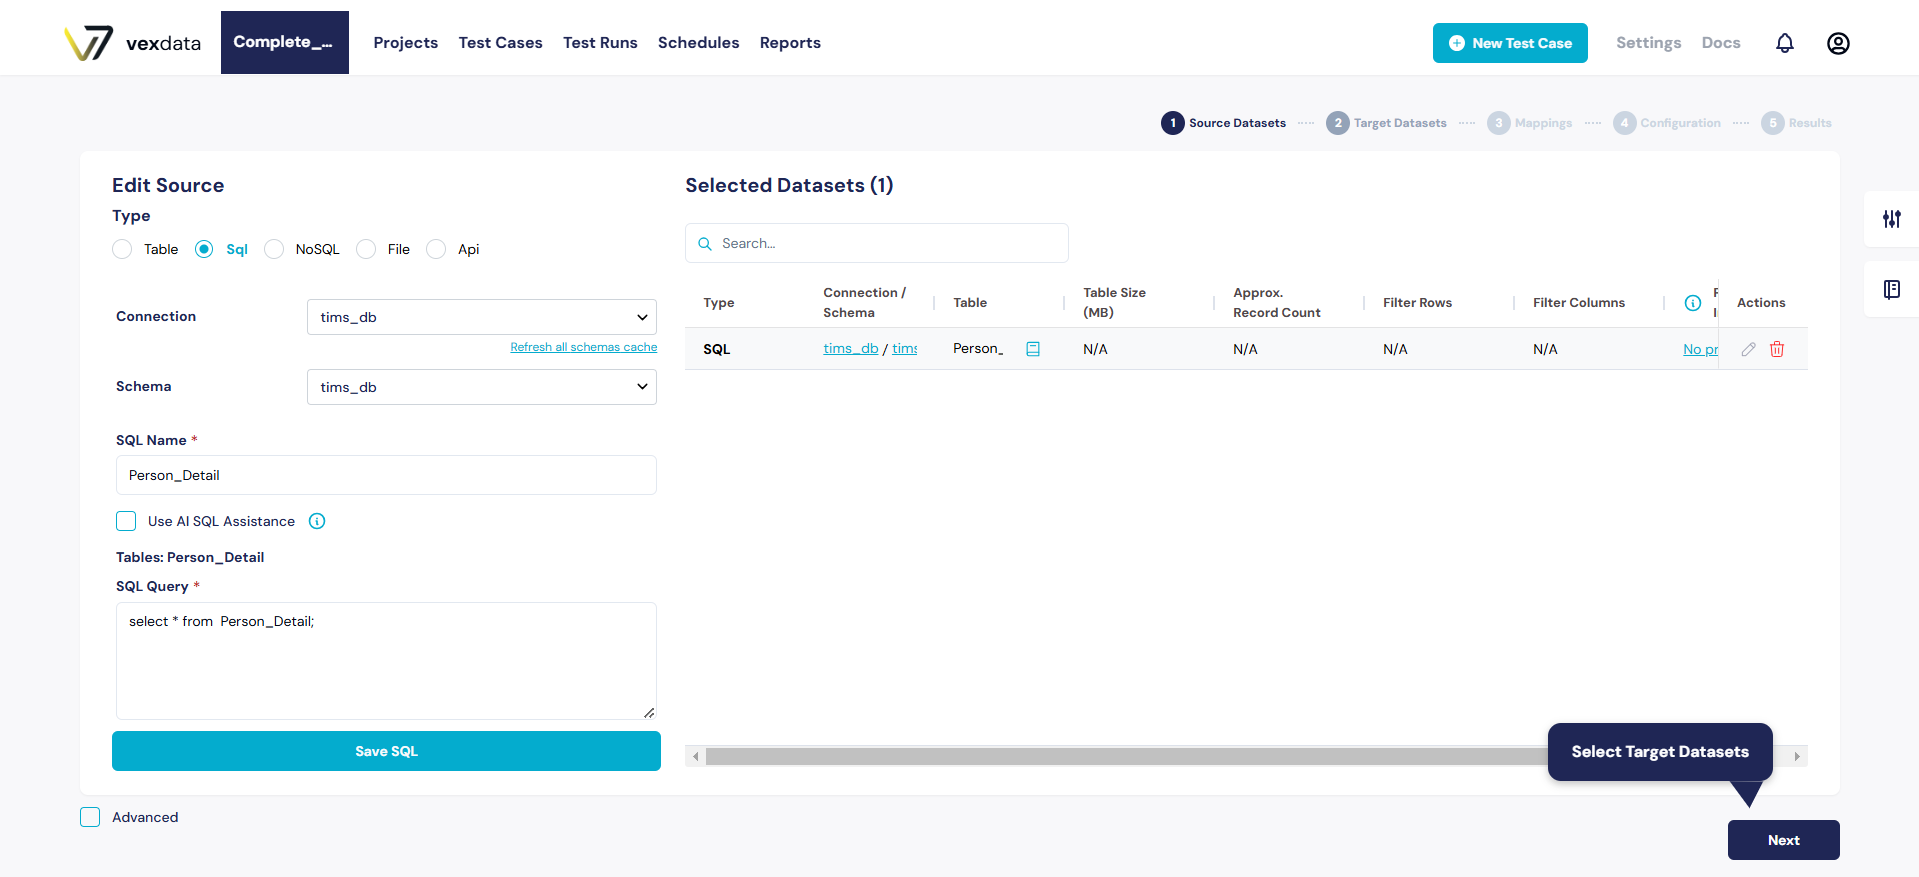 vexdata
Complete_...
Projects
Test Cases
Test Runs
Schedules
Reports
New Test Case
Settings
Docs
1 Source Datasets
2 Target Datasets
3 Mappings
4 Configuration
5 Results
Edit Source
Type
Table
Sql
NoSQL
File
Api
Connection
tims_db
Refresh all schemas cache
Schema
tims_db
SQL Name *
Person_Detail
Use AI SQL Assistance
Tables: Person_Detail
SQL Query *
select * from  Person_Detail;
Save SQL
Advanced
Selected Datasets (1)
Search...
Type
Connection /
Schema
Table
Table Size
(MB)
Approx.
Record Count
Filter Rows
Filter Columns
Actions
SQL
tims_db / tims
Person_
N/A
N/A
N/A
N/A
No pr
Select Target Datasets
Next